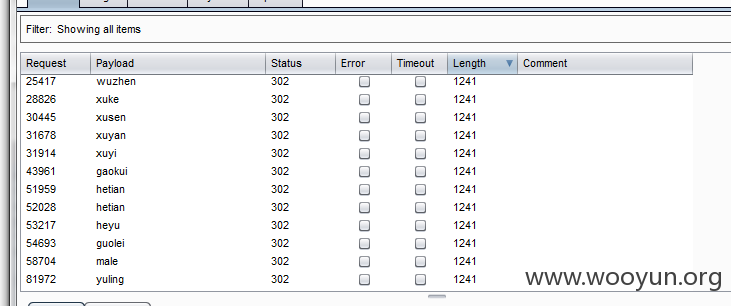 Filter: Showing all items
Request Payload Status Error Timeout Length Comment
25417 wuzhen 302 1241
28826 xuke 302 1241
30445 xusen 302 1241
31678 xuyan 302 1241
31914 xuyi 302 1241
43961 gaokui 302 1241
51959 hetian 302 1241
52028 hetian 302 1241
53217 heyu 302 1241
54693 guolei 302 1241
58704 male 302 1241
81972 yuling 302 1241
www.wooyun.org